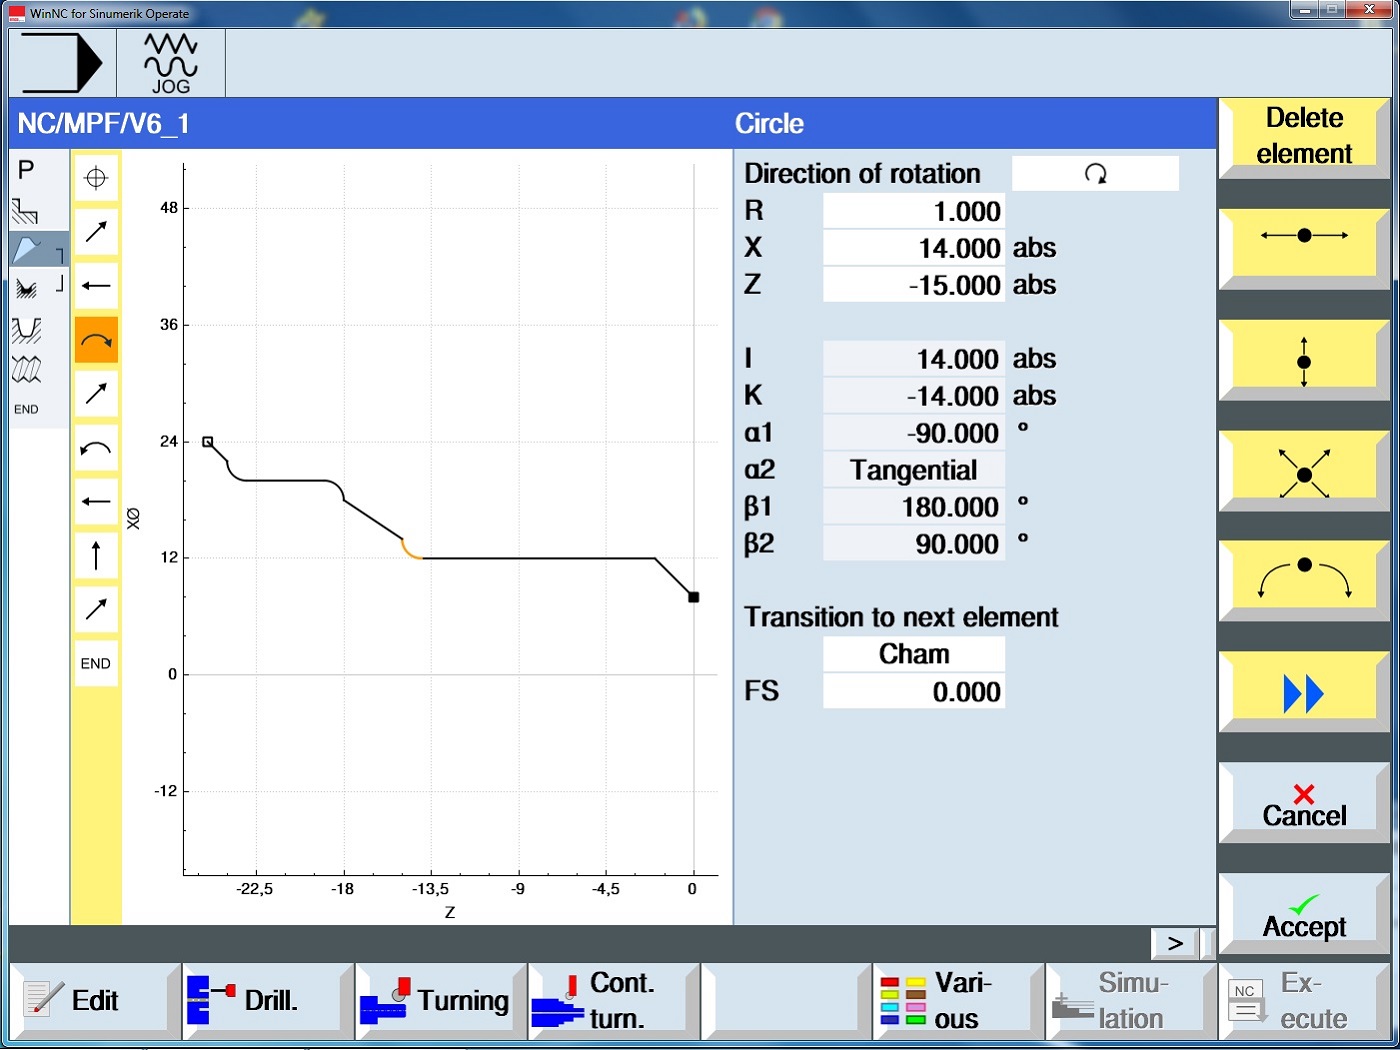 WinNC for Sinumerik Operate
JOG
NC/MPF/V6_1
Circle
P
END
END
48
36
24
12
0
-12
XØ
-22,5
-18
-13,5
-9
-4,5
0
Z
Direction of rotation
R 1.000
X 14.000 abs
Z -15.000 abs
I 14.000 abs
K -14.000 abs
α1 -90.000 °
α2 Tangential
β1 180.000 °
β2 90.000 °
Transition to next element
Cham
FS 0.000
Delete
element
Cancel
Accept
>
Edit
Drill.
Turning
Cont.
turn.
Vari-
ous
Simu-
lation
NC
Ex-
ecute